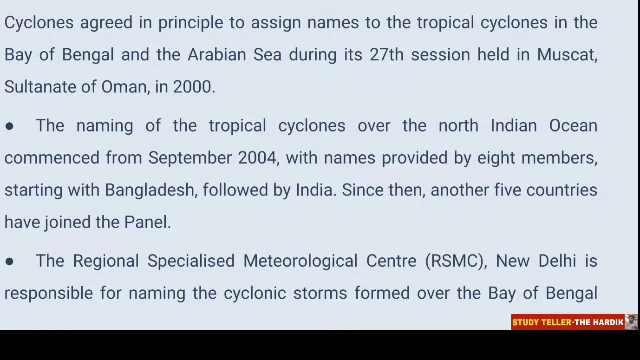 Cyclones agreed in principle to assign names to the tropical cyclones in the
Bay of Bengal and the Arabian Sea during its 27th session held in Muscat,
Sultanate of Oman, in 2000.
● The naming of the tropical cyclones over the north Indian Ocean
commenced from September 2004, with names provided by eight members,
starting with Bangladesh, followed by India. Since then, another five countries
have joined the Panel.
● The Regional Specialised Meteorological Centre (RSMC), New Delhi is
responsible for naming the cyclonic storms formed over the Bay of Bengal
STUDY TELLER-THE HARDIK